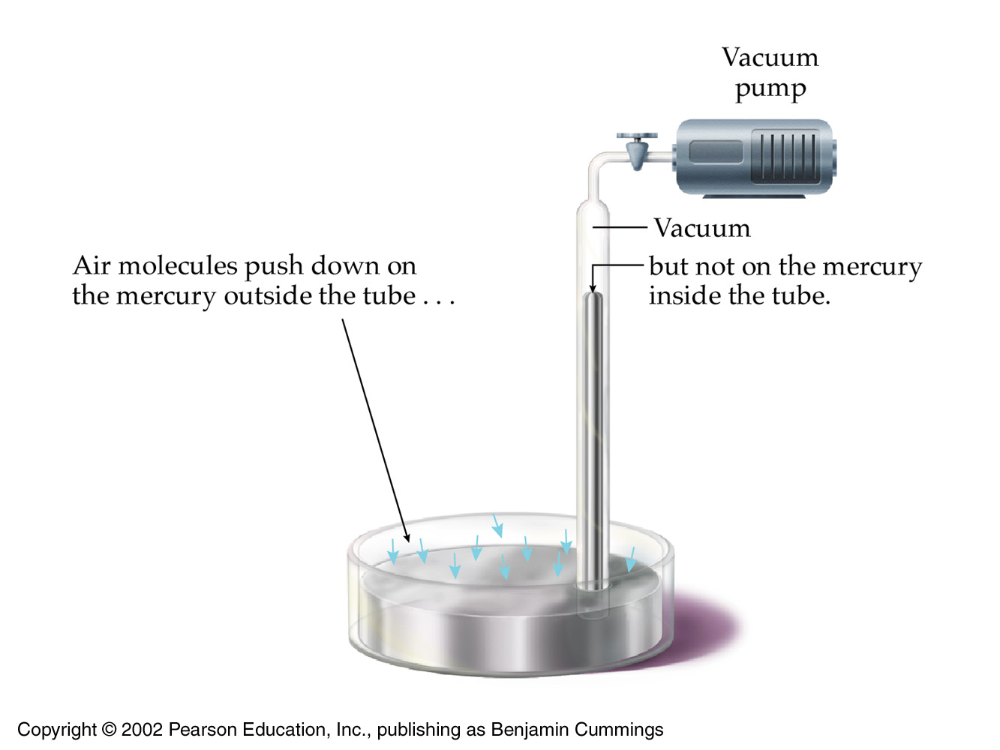 Vacuum
pump
Vacuum
Air molecules push down on
the mercury outside the tube . . .
but not on the mercury
inside the tube.
Copyright © 2002 Pearson Education, Inc., publishing as Benjamin Cummings